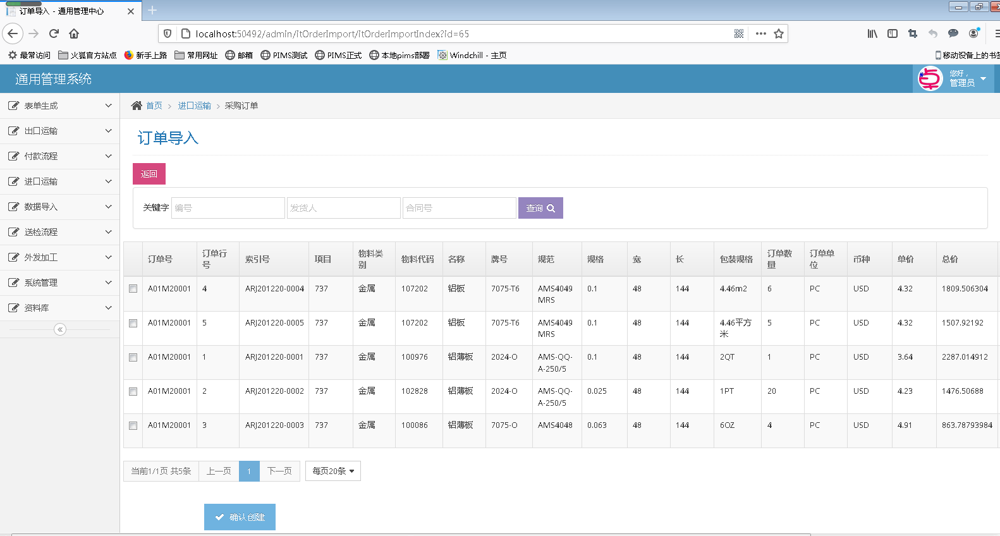 订单导入 - 通用管理中心
localhost:50492/admin/itOrderImport/itOrderImportIndex?id=65
最常访问 火狐官方站点 新手上路 常用网址 邮箱 PIMS测试 PIMS正式 本地pims部署 Windchill - 主页 移动设备上的书签
通用管理系统
您好，
管理员
表单生成
出口运输
付款流程
进口运输
数据导入
送检流程
外发加工
系统管理
资料库
首页 > 进口运输 > 采购订单
订单导入
返回
关键字 编号 发货人 合同号 查询
订单号 订单行号 索引号 项目 物料类别 物料代码 名称 牌号 规范 规格 宽 长 包装规格 订单数量 订单单位 币种 单价 总价
A01M20001 4 ARJ201220-0004 737 金属 107202 铝板 7075-T6 AMS4049 MRS 0.1 48 144 4.46m2 6 PC USD 4.32 1809.506304
A01M20001 5 ARJ201220-0005 737 金属 107202 铝板 7075-T6 AMS4049 MRS 0.1 48 144 4.46平方米 5 PC USD 4.32 1507.92192
A01M20001 1 ARJ201220-0001 737 金属 100976 铝薄板 2024-O AMS-QQ-A-250/5 0.1 48 144 2QT 1 PC USD 3.64 2287.014912
A01M20001 2 ARJ201220-0002 737 金属 102828 铝薄板 2024-O AMS-QQ-A-250/5 0.025 48 144 1PT 20 PC USD 4.23 1476.50688
A01M20001 3 ARJ201220-0003 737 金属 100086 铝薄板 7075-O AMS4048 0.063 48 144 6OZ 4 PC USD 4.91 863.78793984
当前1/1页 共5条 上一页 1 下一页 每页20条
确认创建